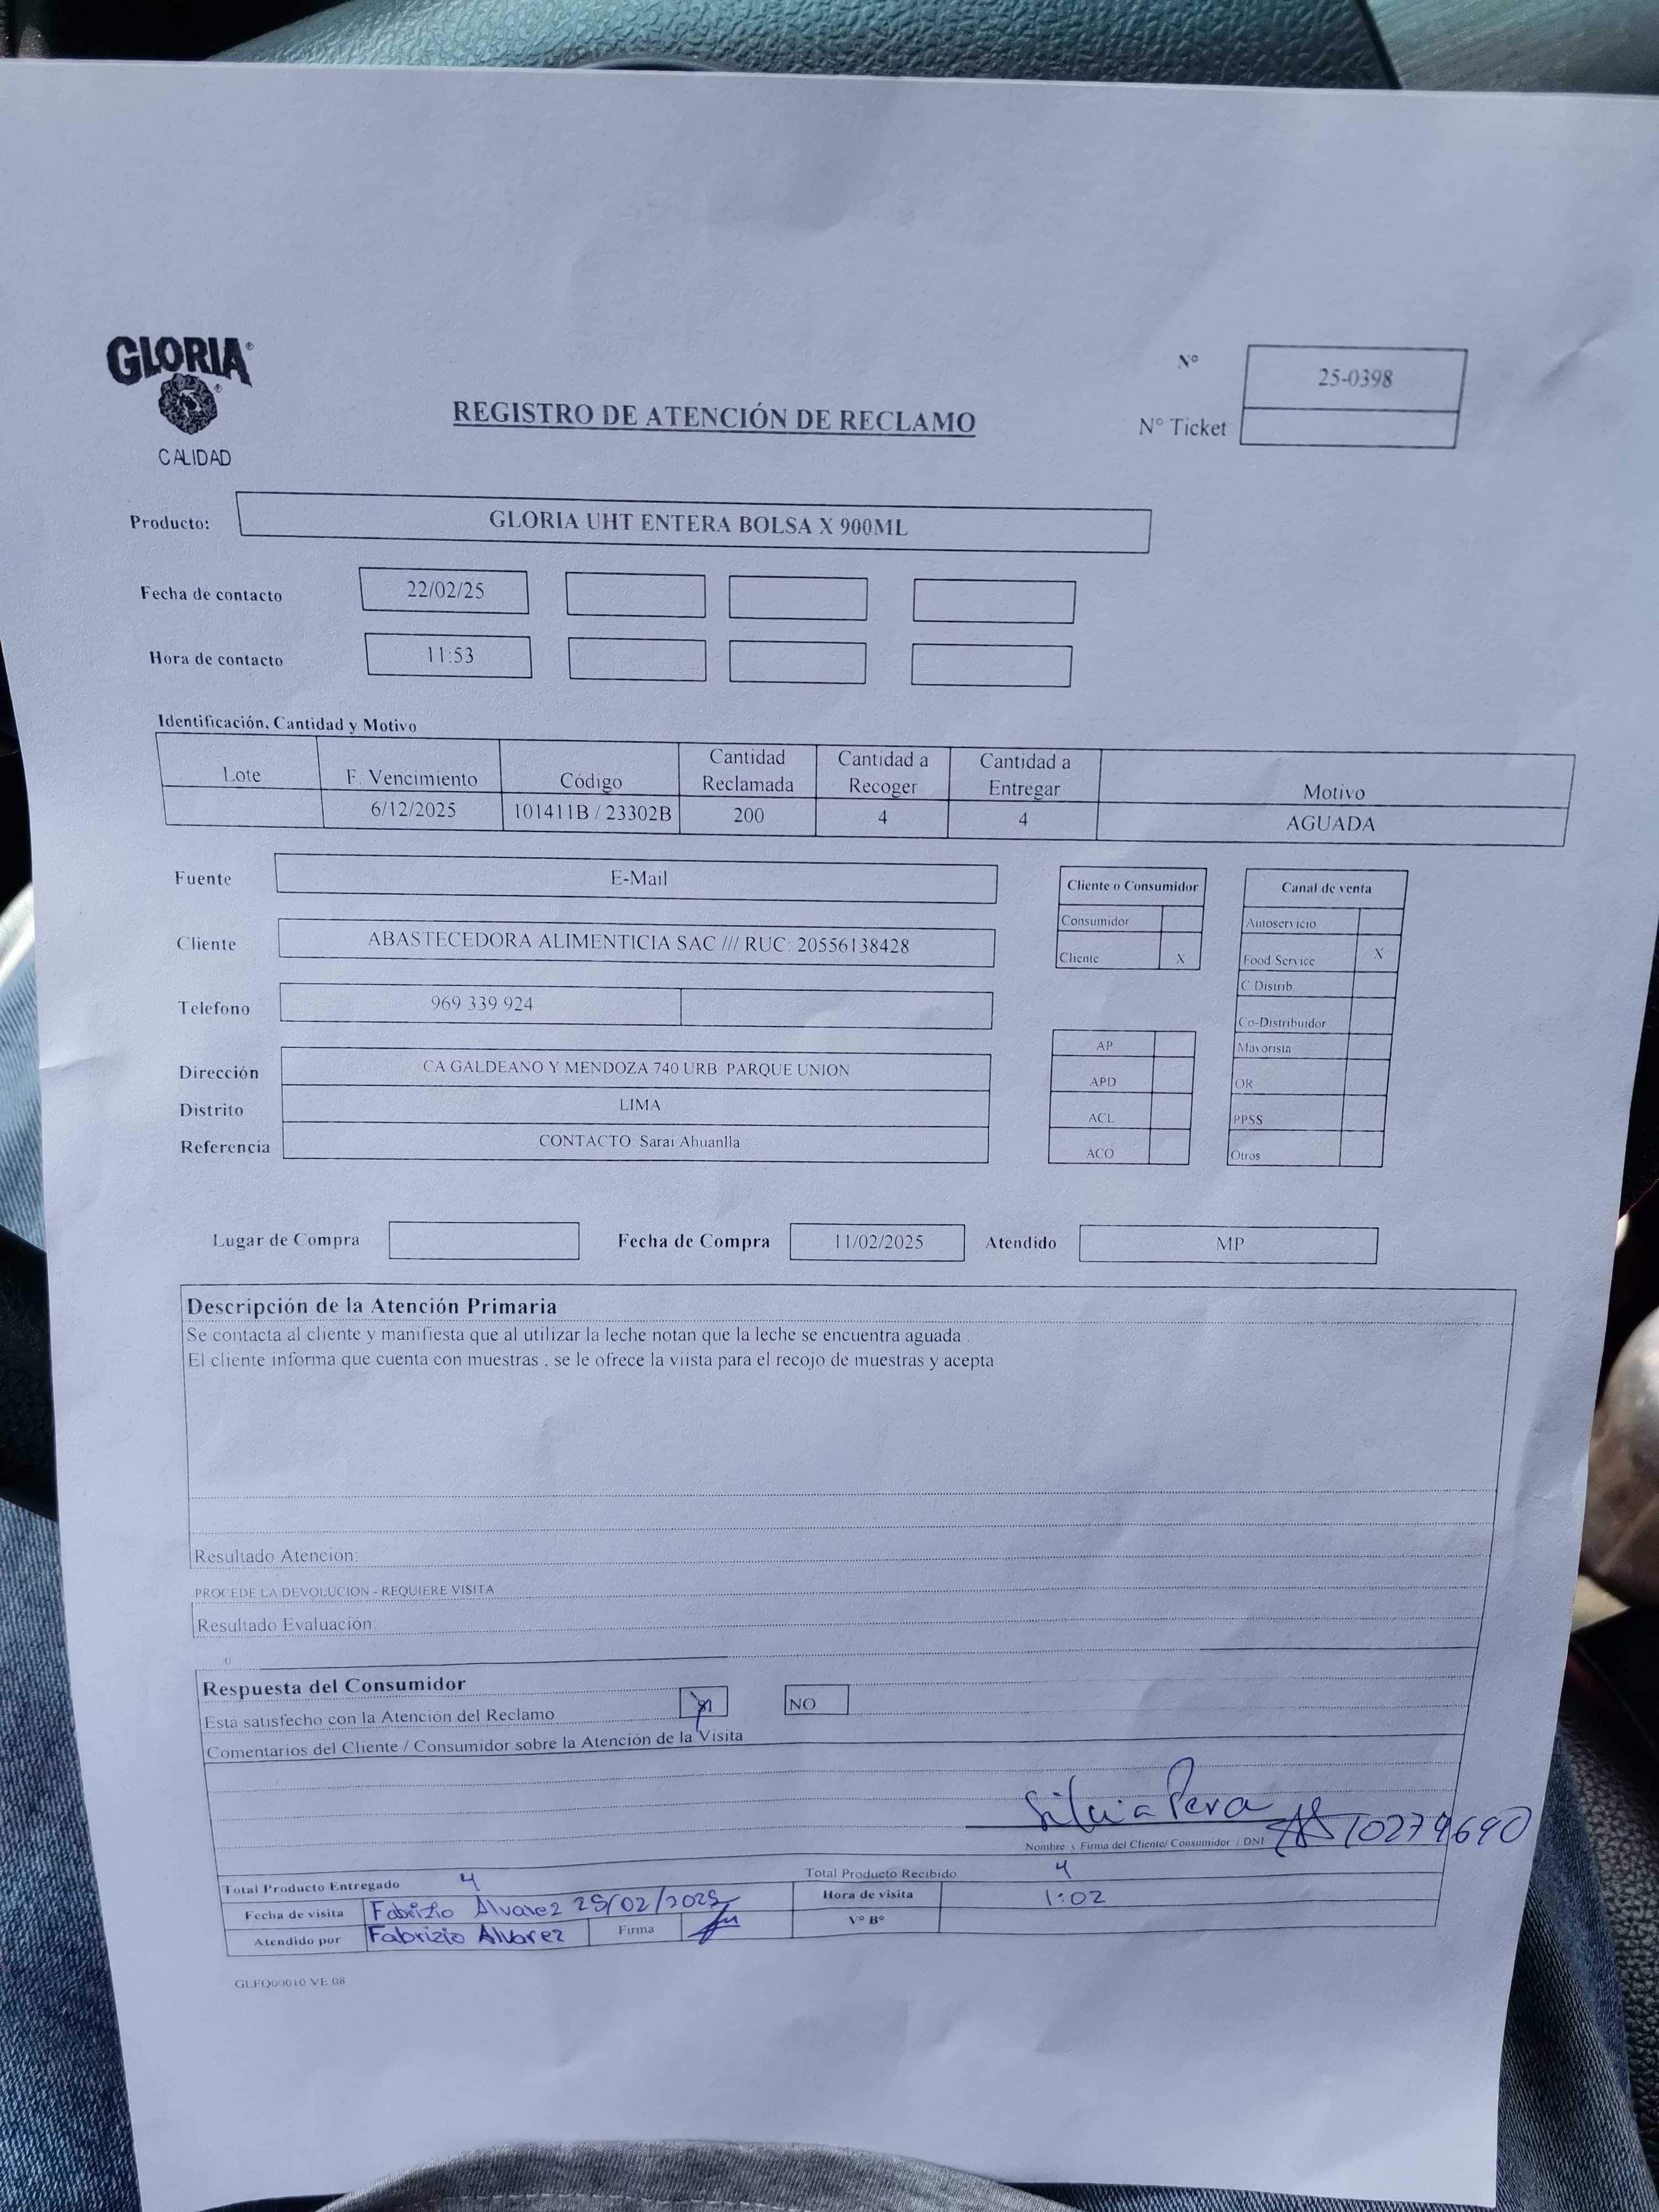 GLORIA®
CALIDAD
REGISTRO DE ATENCIÓN DE RECLAMO
N° 25-0398
N° Ticket
Producto: GLORIA UHT ENTERA BOLSA X 900ML
Fecha de contacto 22/02/25
Hora de contacto 11:53
Identificación, Cantidad y Motivo
Lote F. Vencimiento Código Cantidad Reclamada Cantidad a Recoger Cantidad a Entregar Motivo
6/12/2025 101411B / 23302B 200 4 4 AGUADA
Fuente E-Mail
Cliente ABASTECEDORA ALIMENTICIA SAC /// RUC: 20556138428
Telefono 969 339 924
Dirección CA GALDEANO Y MENDOZA 740 URB. PARQUE UNION
Distrito LIMA
Referencia CONTACTO: Sarai Ahuanlla
Cliente o Consumidor
Consumidor
Cliente X
AP
APD
ACL
ACO
Canal de venta
Autoservicio
Food Service X
C.Distrib.
Co-Distribuidor
Mayorista
OR
PPSS
Otros
Lugar de Compra Fecha de Compra 11/02/2025 Atendido MP
Descripción de la Atención Primaria
Se contacta al cliente y manifiesta que al utilizar la leche notan que la leche se encuentra aguada .
El cliente informa que cuenta con muestras , se le ofrece la viista para el recojo de muestras y acepta
Resultado Atención:
PROCEDE LA DEVOLUCION - REQUIERE VISITA
Resultado Evaluación:
0
Respuesta del Consumidor
Esta satisfecho con la Atención del Reclamo SI NO
Comentarios del Cliente / Consumidor sobre la Atención de la Visita
Nombre y Firma del Cliente/ Consumidor / DNI
Total Producto Entregado 4 Total Producto Recibido 4
Fecha de visita Fabrizio Alvarez 25/02/2025 Hora de visita 1:02
Atendido por Fabrizio Alvarez Firma V° B°
GLFQ00010 VE 08